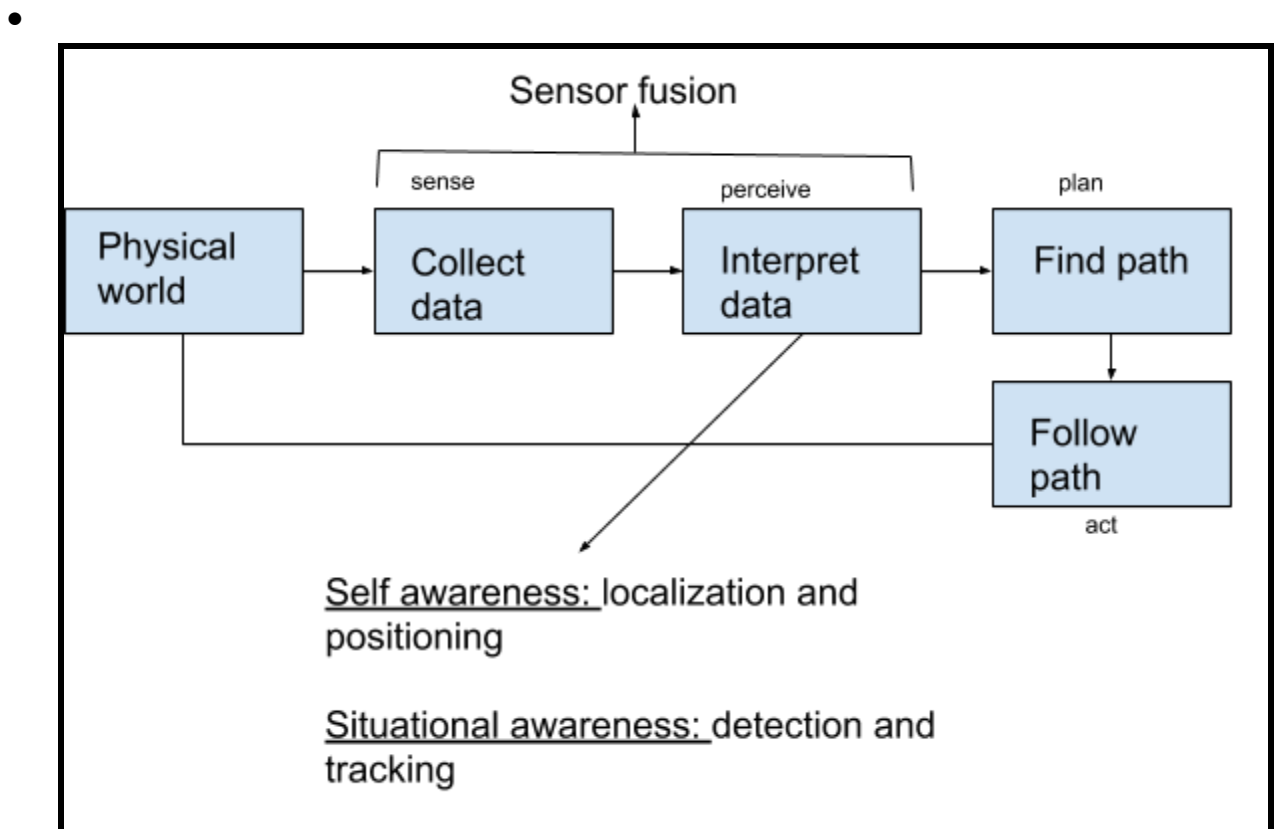 Sensor fusion
sense
perceive
plan
Physical
world
Collect
data
Interpret
data
Find path
Follow
path
act
Self awareness: localization and
positioning
Situational awareness: detection and
tracking